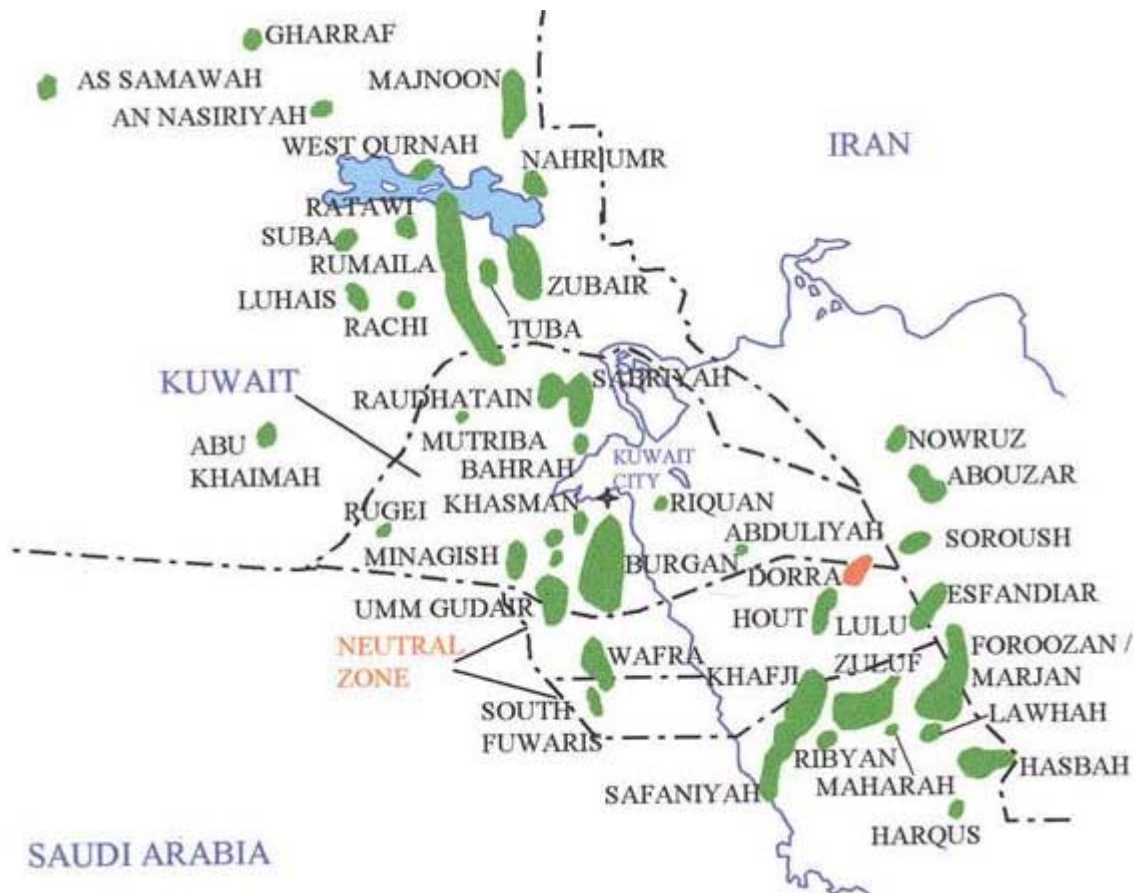 GHARRAF
AS SAMAWAH
MAJNOON
AN NASIRIYAH
IRAN
WEST QURNAH
NAHR UMR
RATAWI
SUBA
RUMAILA
ZUBAIR
LUHAIS
RACHI
TUBA
KUWAIT
SABRIYAH
RAUDHATAIN
ABU
KHAIMAH
MUTRIBA
BAHRAH
KUWAIT
CITY
NOWRUZ
ABOUZAR
RUGEI
KHASMAN
RIQUAN
ABDULIYAH
SOROUSH
MINAGISH
BURGAN
DORRA
UMM GUDAIR
HOUT
LULU
ESFANDIAR
NEUTRAL
ZONE
WAFRA
KHAFJI
ZULUF
FOROOZAN /
MARJAN
SOUTH
FUWARIS
LAWHAH
RIBYAN
MAHARAH
HASBAH
SAFANIYAH
HARQUS
SAUDI ARABIA